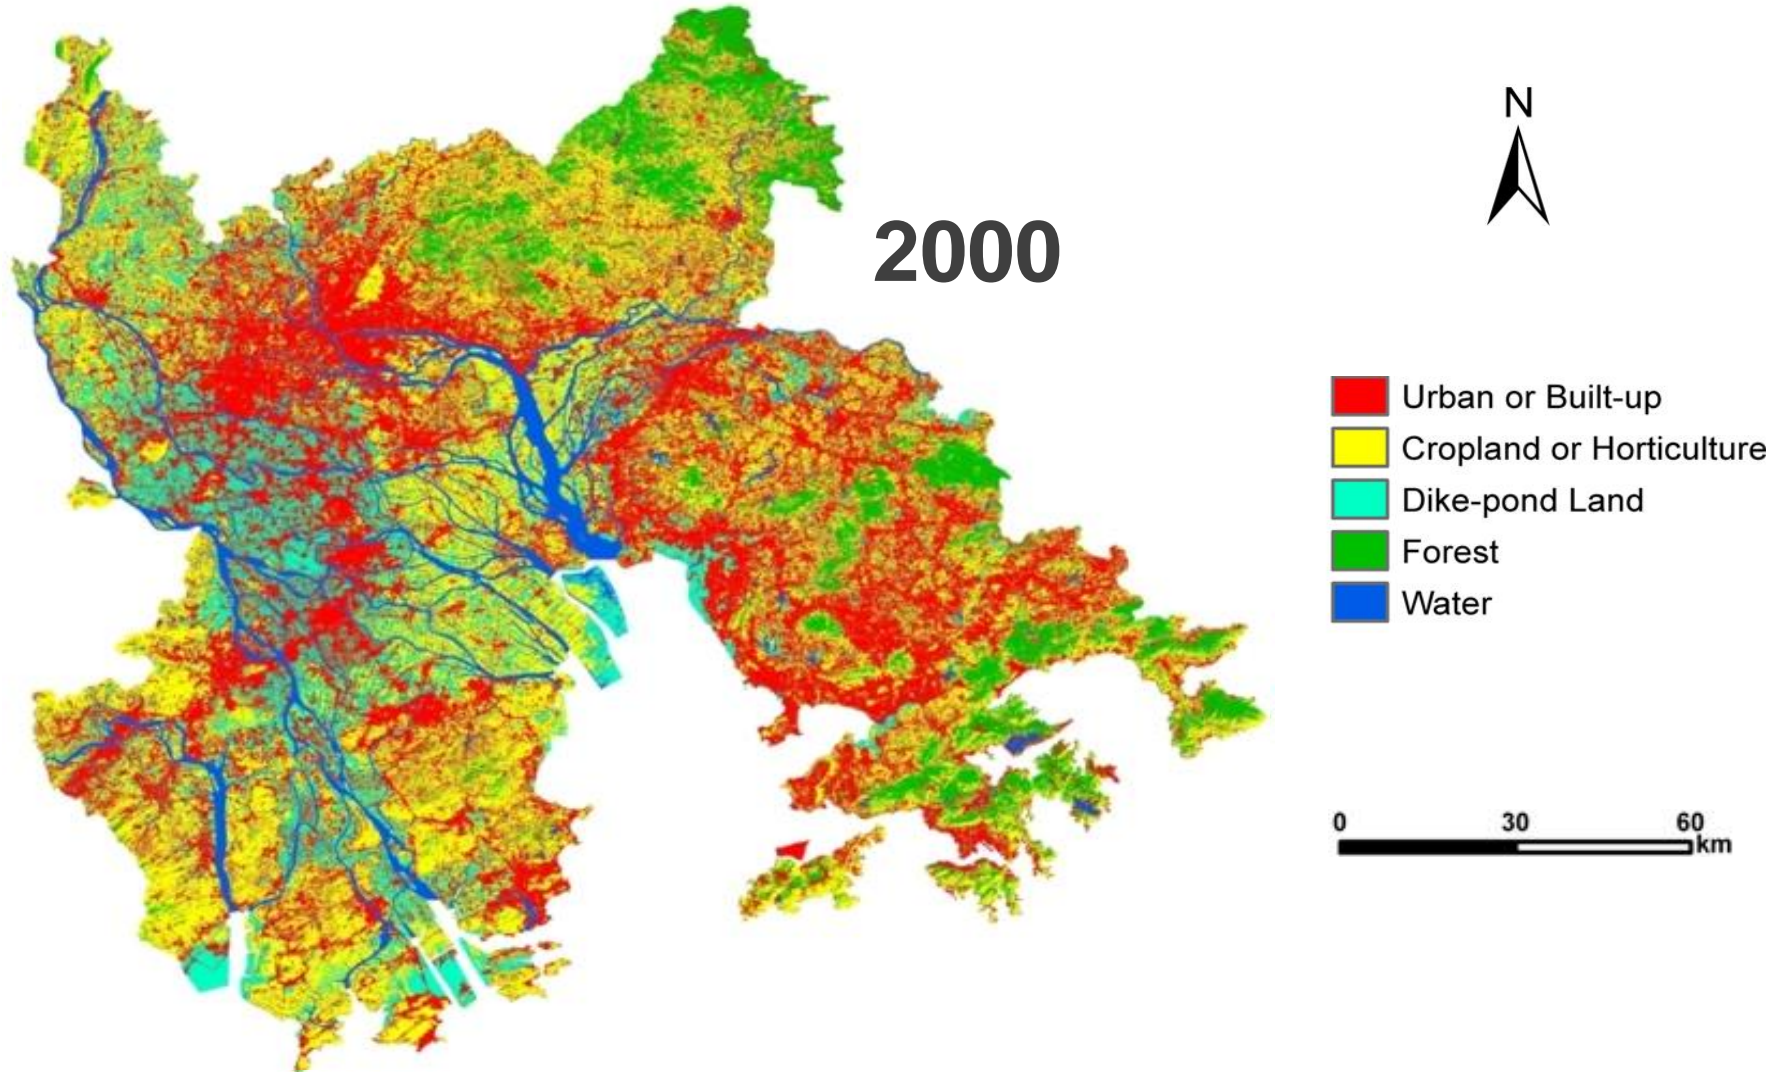 N
2000
Urban or Built-up
Cropland or Horticulture
Dike-pond Land
Forest
Water
0 30 60
km